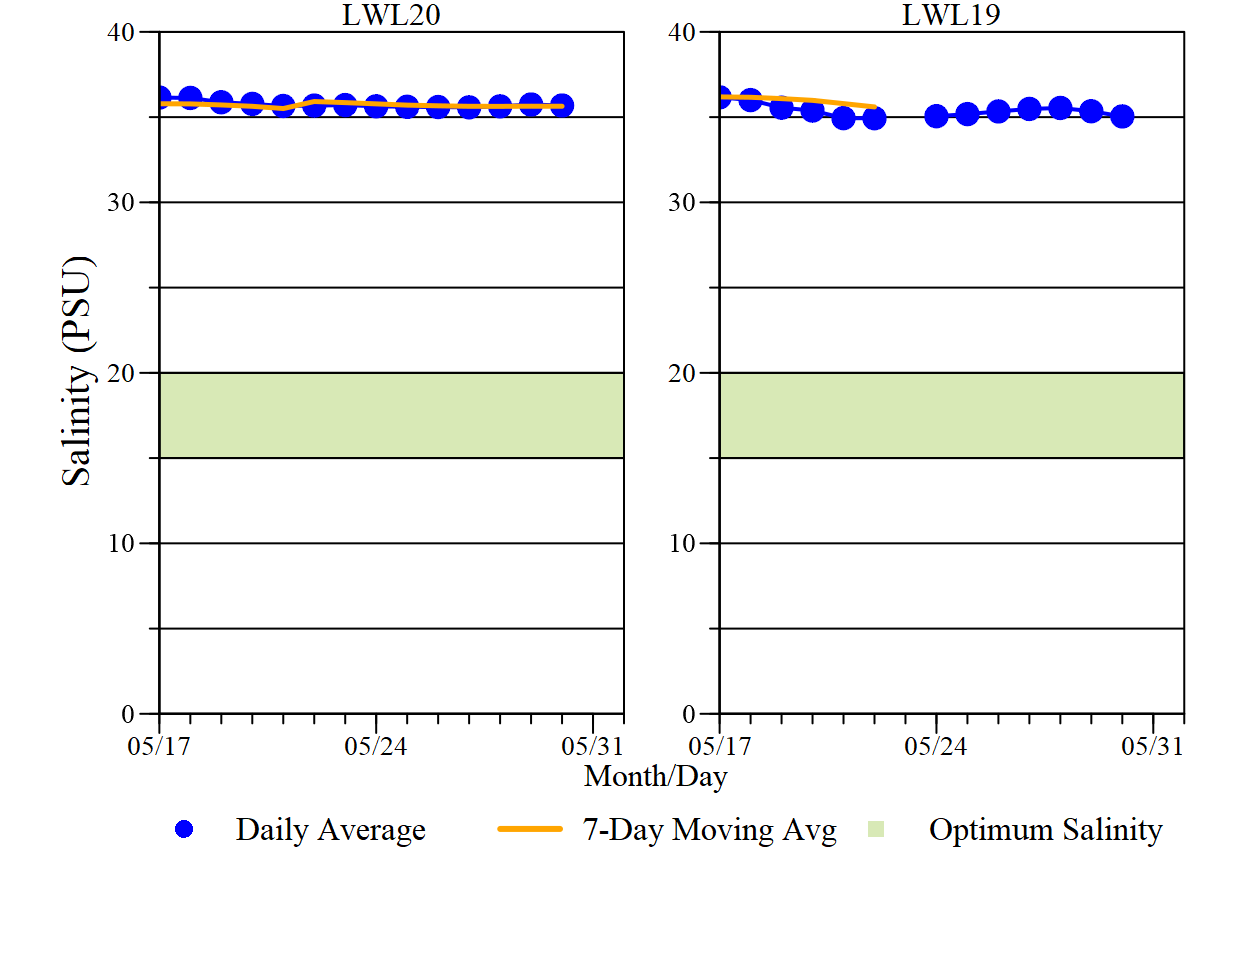 LWL20 LWL19
40 40
30 30
20 20
10 10
0 0
Salinity (PSU)
05/17 05/24 05/31 05/17 05/24 05/31
Month/Day
Daily Average 7-Day Moving Avg Optimum Salinity